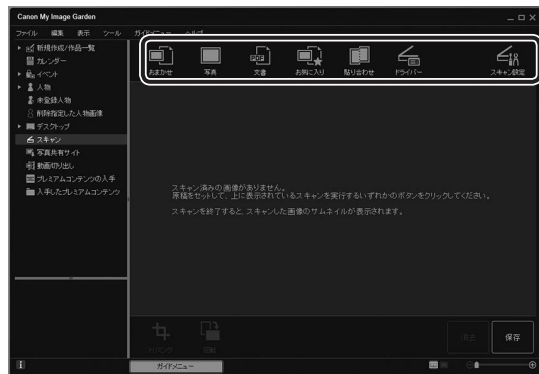 Canon My Image Garden
ファイル 編集 表示 ツール ガイドメニュー ヘルプ
新規作成/作品一覧
カレンダー
イベント
人物
未登録人物
削除指定した人物画像
デスクトップ
スキャン
写真共有サイト
動画切り出し
プレミアムコンテンツの入手
入手したプレミアムコンテンツ
おまかせ 写真 文書 お気に入り 貼り合わせ ドライバー スキャン設定
PDF
スキャン済みの画像がありません。
原稿をセットして、上に表示されているスキャンを実行するいずれかのボタンをクリックしてください。
スキャンを終了すると、スキャンした画像のサムネイルが表示されます。
回転 消去 保存
ガイドメニュー